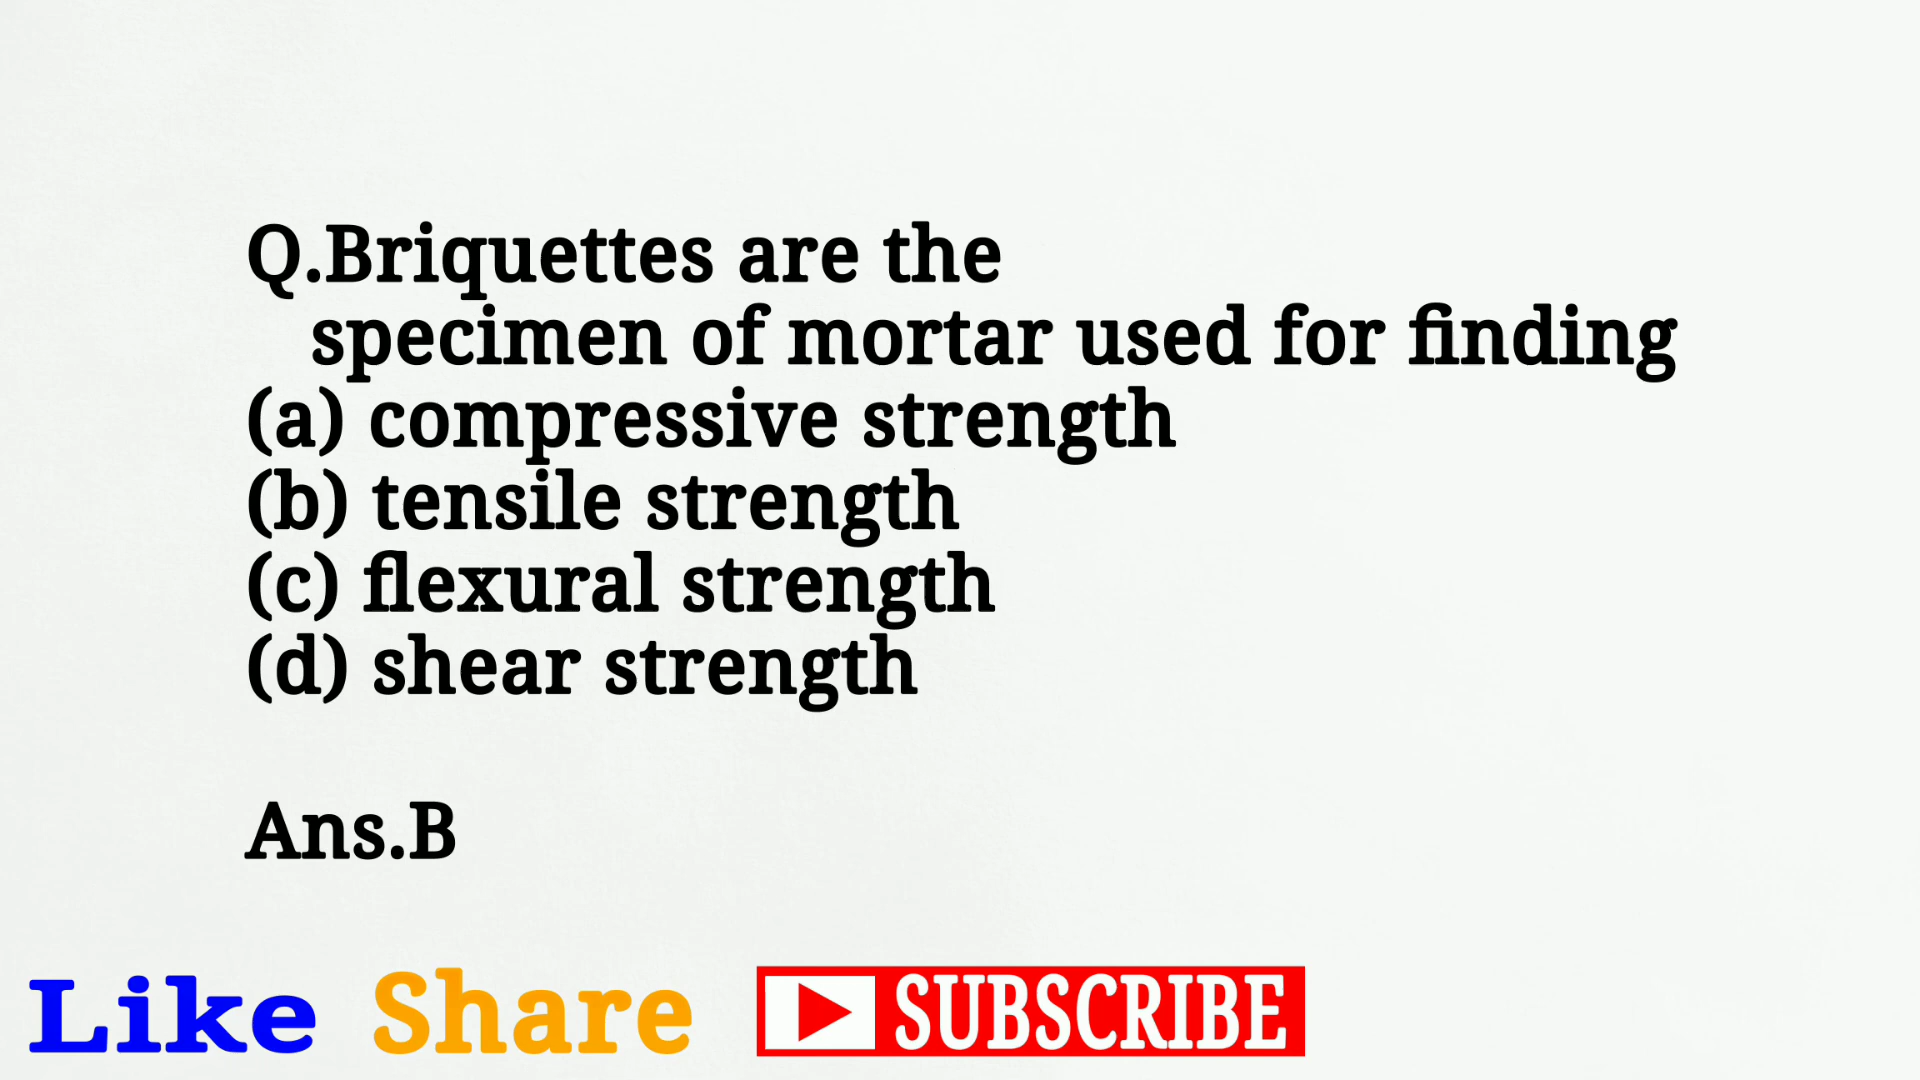 Q.Briquettes are the
specimen of mortar used for finding
(a) compressive strength
(b) tensile strength
(c) flexural strength
(d) shear strength
Ans.B
Like Share SUBSCRIBE